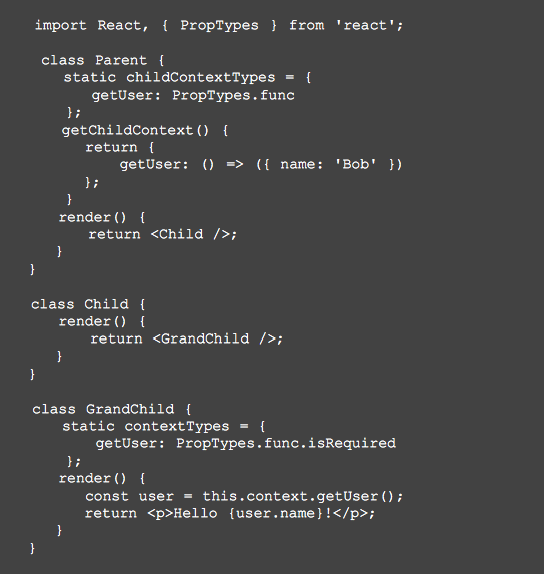 import React, { PropTypes } from 'react';
class Parent {
static childContextTypes = {
getUser: PropTypes.func
};
getChildContext() {
return {
getUser: () => ({ name: 'Bob' })
};
}
render() {
return <Child />;
}
}
class Child {
render() {
return <GrandChild />;
}
}
class GrandChild {
static contextTypes = {
getUser: PropTypes.func.isRequired
};
render() {
const user = this.context.getUser();
return <p>Hello {user.name}!</p>;
}
}